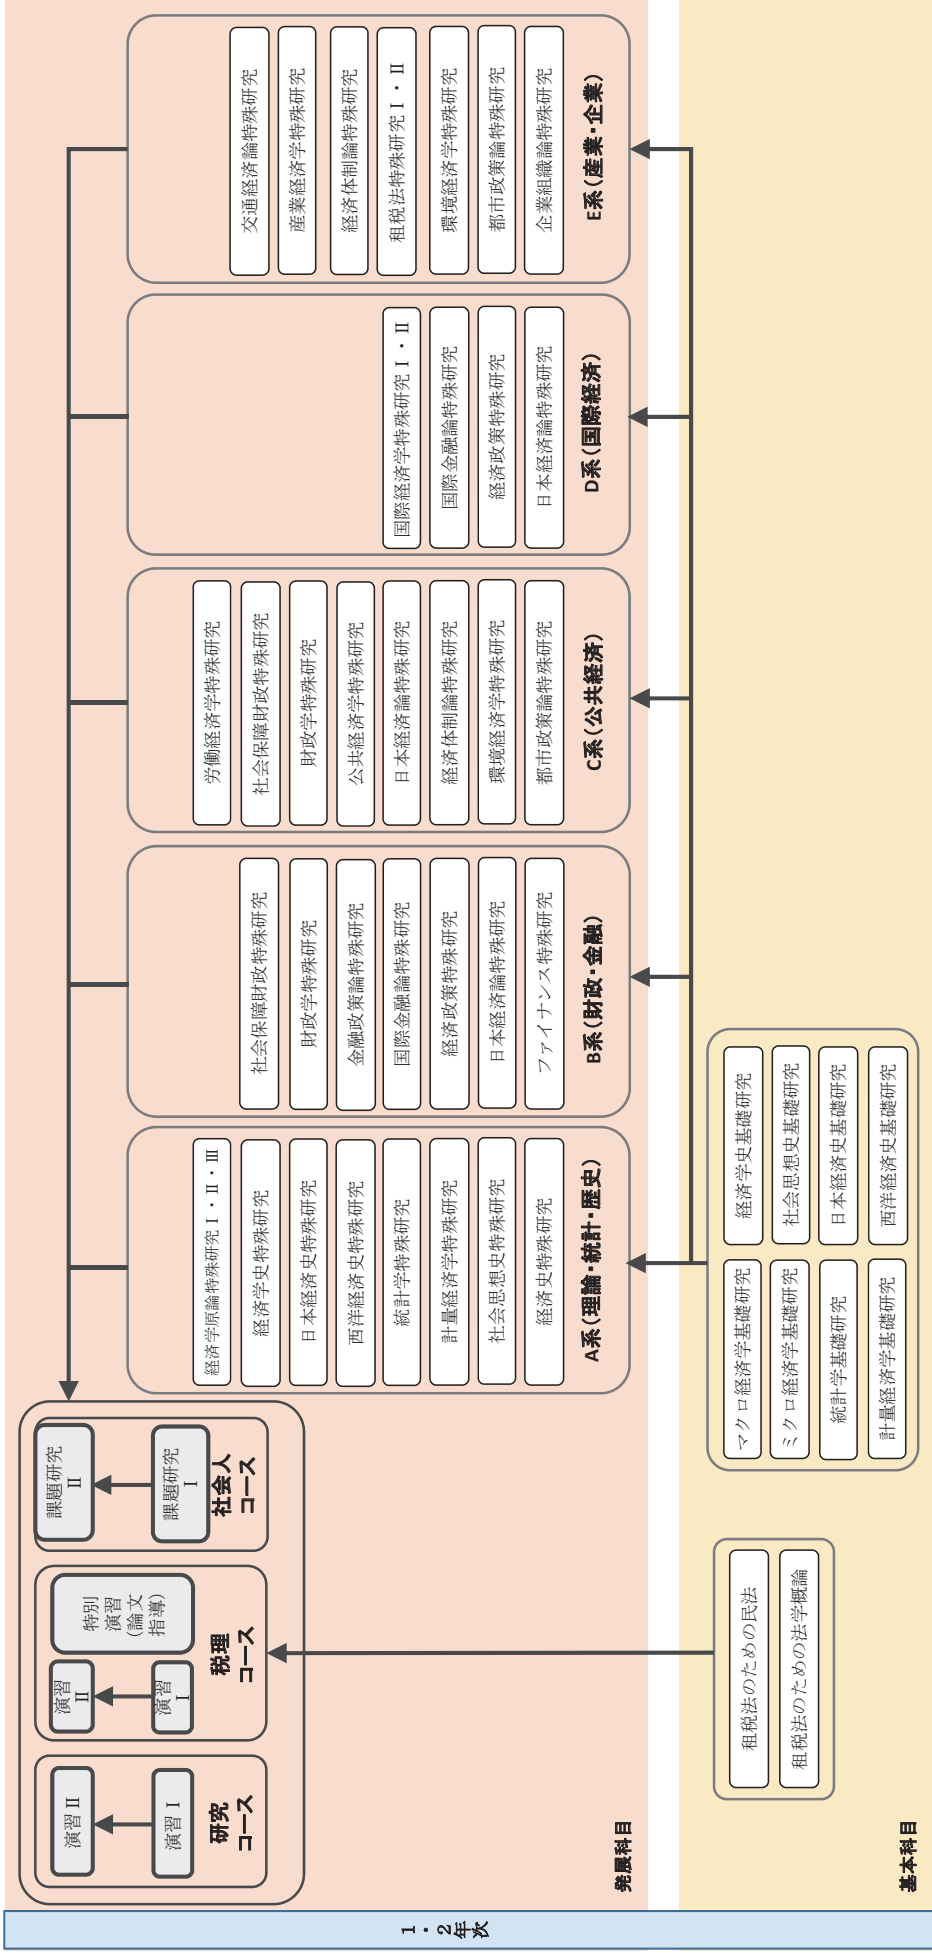 1・2年次
発展科目
基本科目
演習Ⅱ
演習Ⅰ
研究
コース
演習
Ⅱ
演習
Ⅰ
特別
演習
(論文
指導)
税理
コース
課題研究
Ⅱ
課題研究
Ⅰ
社会人
コース
経済学原論特殊研究Ⅰ・Ⅱ・Ⅲ
経済学史特殊研究
日本経済史特殊研究
西洋経済史特殊研究
統計学特殊研究
計量経済学特殊研究
社会思想史特殊研究
経済史特殊研究
A系(理論・統計・歴史)
社会保障財政特殊研究
財政学特殊研究
金融政策論特殊研究
国際金融論特殊研究
経済政策特殊研究
日本経済論特殊研究
ファイナンス特殊研究
B系(財政・金融)
労働経済学特殊研究
社会保障財政特殊研究
財政学特殊研究
公共経済学特殊研究
日本経済論特殊研究
経済体制論特殊研究
環境経済学特殊研究
都市政策論特殊研究
C系(公共経済)
国際経済学特殊研究Ⅰ・Ⅱ
国際金融論特殊研究
経済政策特殊研究
日本経済論特殊研究
D系(国際経済)
交通経済論特殊研究
産業経済学特殊研究
経済体制論特殊研究
租税法特殊研究Ⅰ・Ⅱ
環境経済学特殊研究
都市政策論特殊研究
企業組織論特殊研究
E系(産業・企業)
租税法のための民法
租税法のための法学概論
マクロ経済学基礎研究
ミクロ経済学基礎研究
統計学基礎研究
計量経済学基礎研究
経済学史基礎研究
社会思想史基礎研究
日本経済史基礎研究
西洋経済史基礎研究